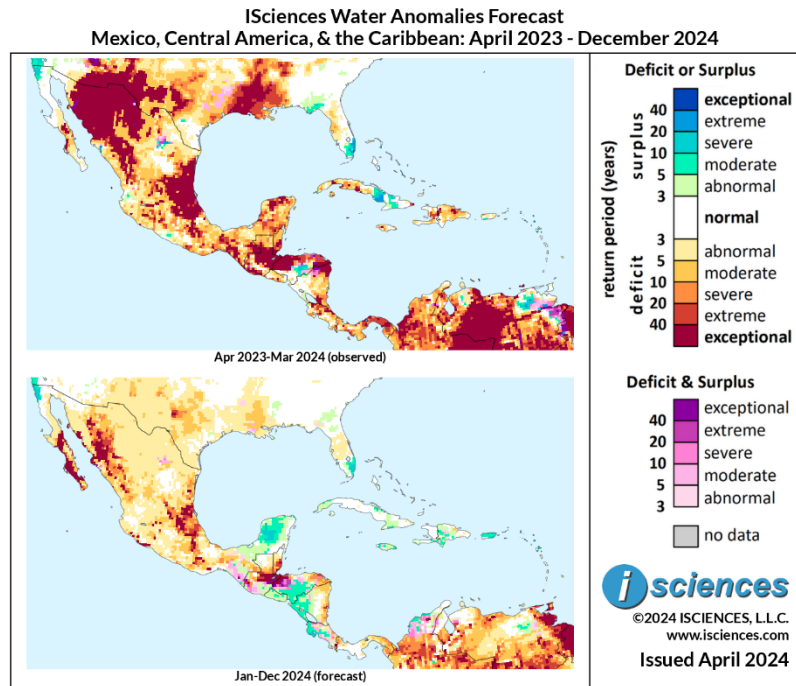 ISciences Water Anomalies Forecast
Mexico, Central America, & the Caribbean: April 2023 - December 2024
Apr 2023-Mar 2024 (observed)
Jan-Dec 2024 (forecast)
Deficit or Surplus
return period (years)
deficit surplus
40 exceptional
20 extreme
10 severe
5 moderate
3 abnormal
normal
3 abnormal
5 moderate
10 severe
20 extreme
40 exceptional
Deficit & Surplus
40 exceptional
20 extreme
10 severe
5 moderate
3 abnormal
no data
isciences
©2024 ISCIENCES, L.L.C.
www.isciences.com
Issued April 2024